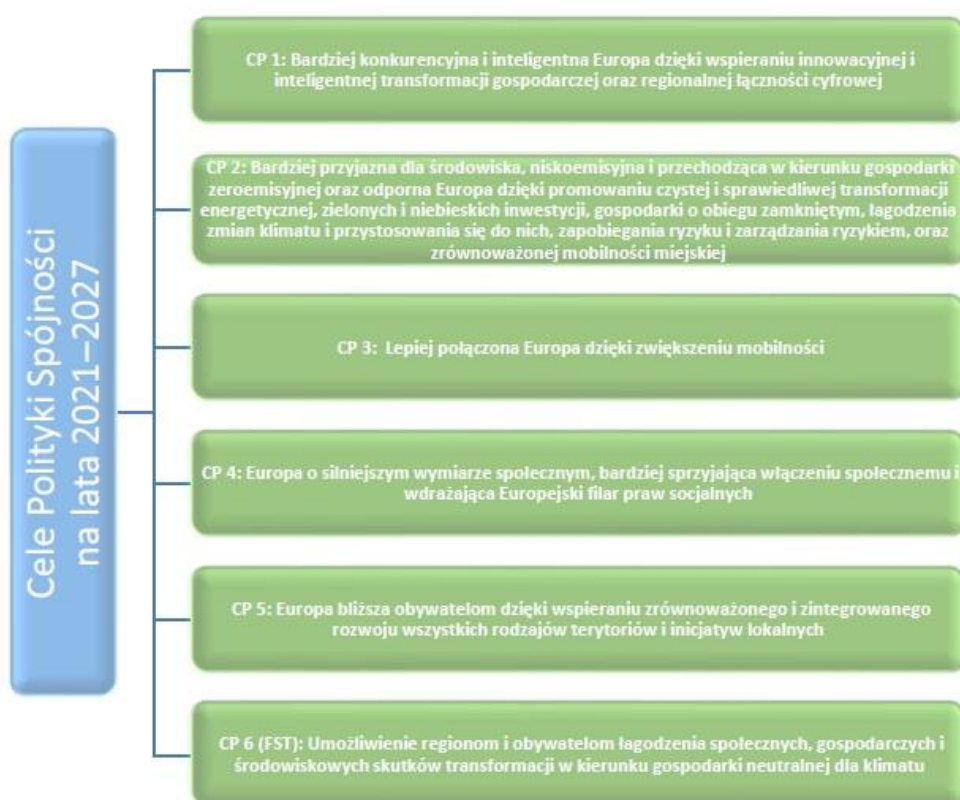 Cele Polityki Spójności
na lata 2021–2027
CP 1: Bardziej konkurencyjna i inteligentna Europa dzięki wspieraniu innowacyjnej i
inteligentnej transformacji gospodarczej oraz regionalnej łączności cyfrowej
CP 2: Bardziej przyjazna dla środowiska, niskoemisyjna i przechodząca w kierunku gospodarki
zeroemisyjnej oraz odporna Europa dzięki promowaniu czystej i sprawiedliwej transformacji
energetycznej, zielonych i niebieskich inwestycji, gospodarki o obiegu zamkniętym, łagodzenia
zmian klimatu i przystosowania się do nich, zapobiegania ryzyku i zarządzania ryzykiem, oraz
zrównoważonej mobilności miejskiej
CP 3: Lepiej połączona Europa dzięki zwiększeniu mobilności
CP 4: Europa o silniejszym wymiarze społecznym, bardziej sprzyjająca włączeniu społecznemu i
wdrażająca Europejski filar praw socjalnych
CP 5: Europa bliższa obywatelom dzięki wspieraniu zrównoważonego i zintegrowanego
rozwoju wszystkich rodzajów terytoriów i inicjatyw lokalnych
CP 6 (FST): Umożliwienie regionom i obywatelom łagodzenia społecznych, gospodarczych i
środowiskowych skutków transformacji w kierunku gospodarki neutralnej dla klimatu